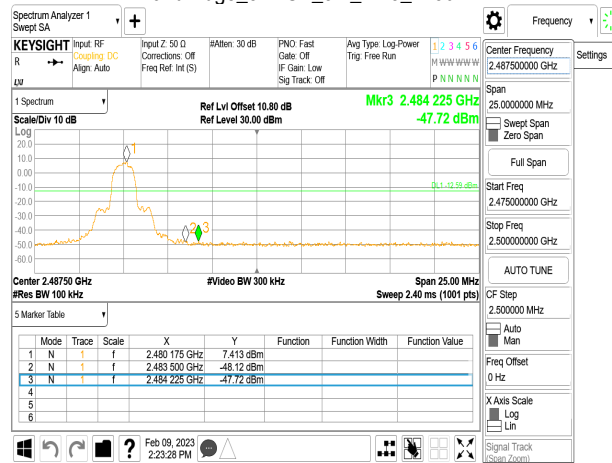 Spectrum Analyzer 1
Swept SA
Frequency
KEYSIGHT
R
Input: RF
Coupling: DC
Align: Auto
Input Z: 50 Ω
Corrections: Off
Freq Ref: Int (S)
#Atten: 30 dB
PNO: Fast
Gate: Off
IF Gain: Low
Sig Track: Off
Avg Type: Log-Power
Trig: Free Run
1 2 3 4 5 6
M W W W W W
P N N N N N
1 Spectrum
Scale/Div 10 dB
Log
Ref Lvl Offset 10.80 dB
Ref Level 30.00 dBm
Mkr3 2.484 225 GHz
-47.72 dBm
20.0
10.0
0.00
-10.0
-20.0
-30.0
-40.0
-50.0
-60.0
1
2
3
DL1 -12.59 dBm
Center 2.48750 GHz
#Res BW 100 kHz
#Video BW 300 kHz
Span 25.00 MHz
Sweep 2.40 ms (1001 pts)
5 Marker Table
Mode Trace Scale X Y Function Function Width Function Value
1 N 1 f 2.480 175 GHz 7.413 dBm
2 N 1 f 2.483 500 GHz -48.12 dBm
3 N 1 f 2.484 225 GHz -47.72 dBm
4
5
6
Feb 09, 2023
2:23:28 PM
Center Frequency
2.487500000 GHz
Settings
Span
25.0000000 MHz
Swept Span
Zero Span
Full Span
Start Freq
2.475000000 GHz
Stop Freq
2.500000000 GHz
AUTO TUNE
CF Step
2.500000 MHz
Auto
Man
Freq Offset
0 Hz
X Axis Scale
Log
Lin
Signal Track
(Span Zoom)